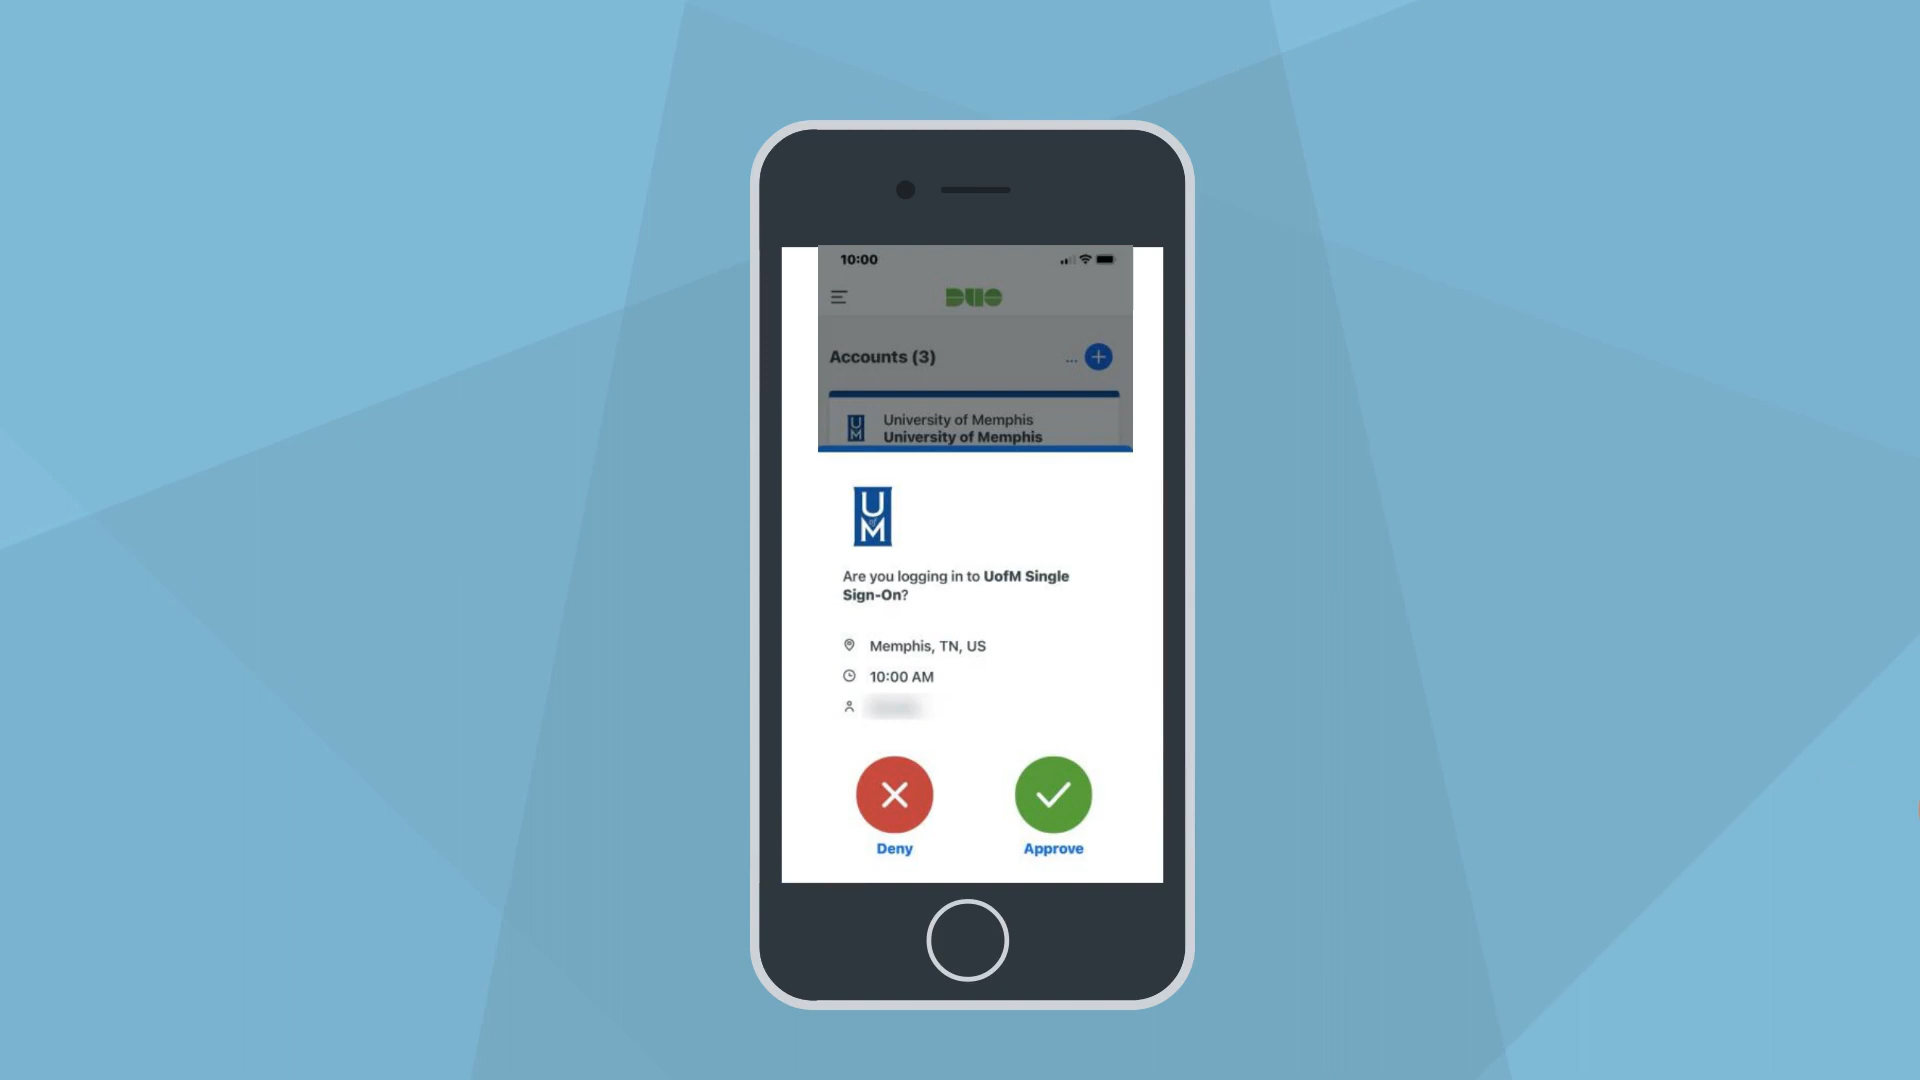 10:00
DUO
Accounts (3)
...
University of Memphis
University of Memphis
UofM
Are you logging in to UofM Single
Sign-On?
Memphis, TN, US
10:00 AM
Deny
Approve